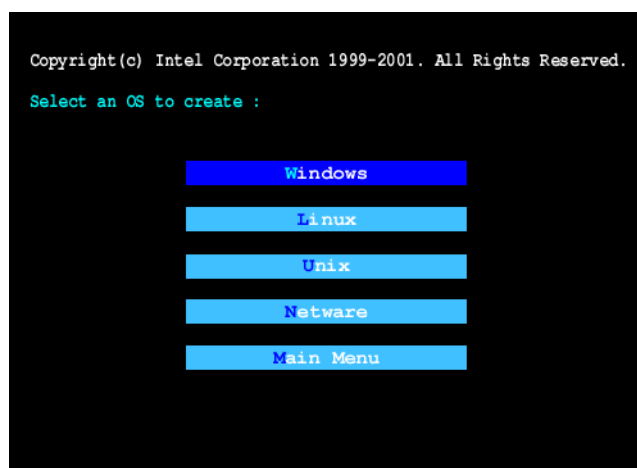 Copyright(c) Intel Corporation 1999-2001. All Rights Reserved.
Select an OS to create :
Windows
Linux
Unix
Netware
Main Menu